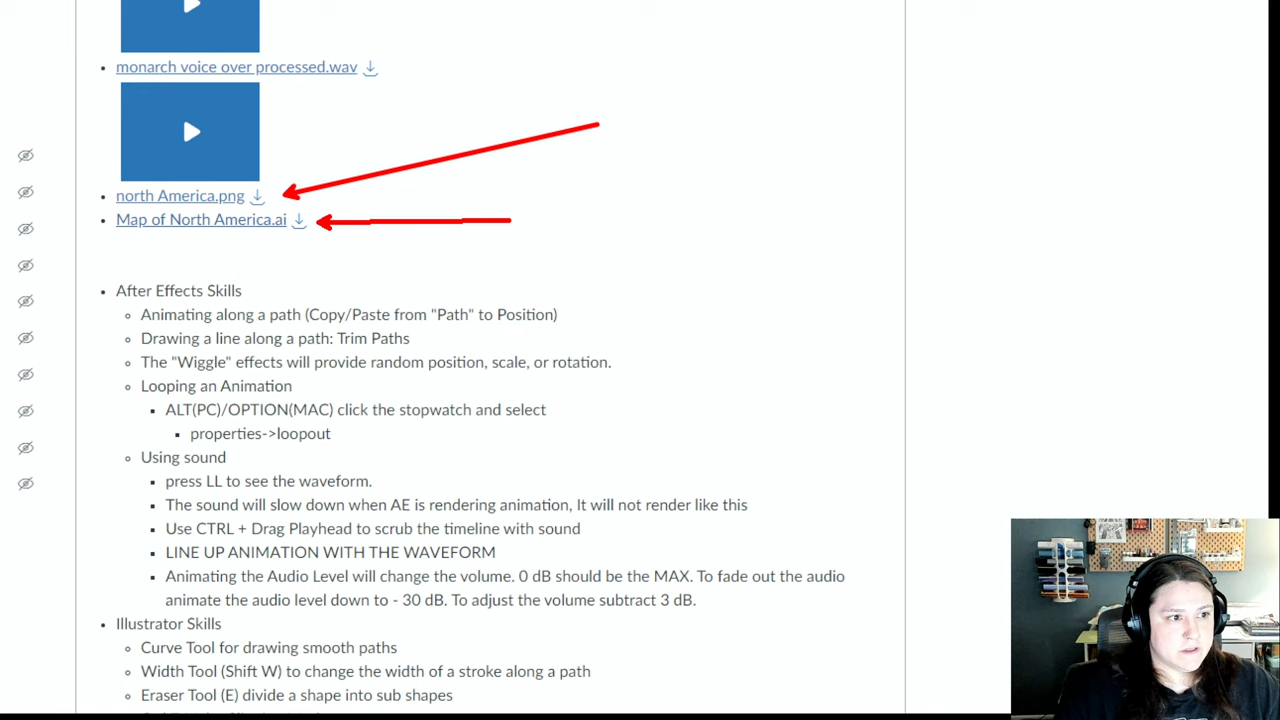 monarch voice over processed.wav
north America.png
Map of North America.ai
After Effects Skills
Animating along a path (Copy/Paste from "Path" to Position)
Drawing a line along a path: Trim Paths
The "Wiggle" effects will provide random position, scale, or rotation.
Looping an Animation
ALT(PC)/OPTION(MAC) click the stopwatch and select
properties->loopout
Using sound
press LL to see the waveform.
The sound will slow down when AE is rendering animation, It will not render like this
Use CTRL + Drag Playhead to scrub the timeline with sound
LINE UP ANIMATION WITH THE WAVEFORM
Animating the Audio Level will change the volume. 0 dB should be the MAX. To fade out the audio
animate the audio level down to - 30 dB. To adjust the volume subtract 3 dB.
Illustrator Skills
Curve Tool for drawing smooth paths
Width Tool (Shift W) to change the width of a stroke along a path
Eraser Tool (E) divide a shape into sub shapes